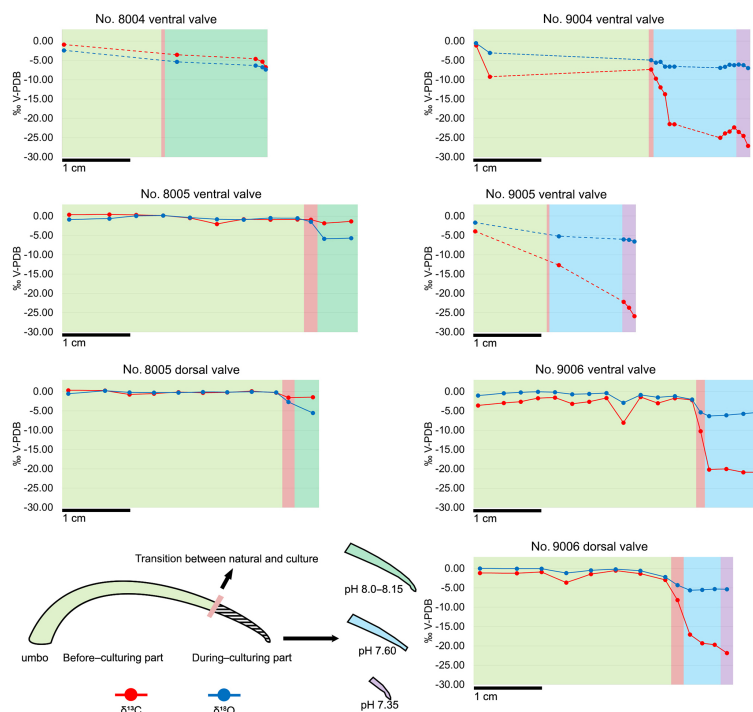 No. 8004 ventral valve
0.00
-5.00
-10.00
-15.00
-20.00
-25.00
-30.00
‰ V-PDB
1 cm
No. 9004 ventral valve
0.00
-5.00
-10.00
-15.00
-20.00
-25.00
-30.00
‰ V-PDB
1 cm
No. 8005 ventral valve
0.00
-5.00
-10.00
-15.00
-20.00
-25.00
-30.00
‰ V-PDB
1 cm
No. 9005 ventral valve
0.00
-5.00
-10.00
-15.00
-20.00
-25.00
-30.00
‰ V-PDB
1 cm
No. 8005 dorsal valve
0.00
-5.00
-10.00
-15.00
-20.00
-25.00
-30.00
‰ V-PDB
1 cm
No. 9006 ventral valve
0.00
-5.00
-10.00
-15.00
-20.00
-25.00
-30.00
‰ V-PDB
1 cm
Transition between natural and culture
umbo
Before–culturing part
During–culturing part
pH 8.0–8.15
pH 7.60
pH 7.35
δ¹³C
δ¹⁸O
No. 9006 dorsal valve
0.00
-5.00
-10.00
-15.00
-20.00
-25.00
-30.00
‰ V-PDB
1 cm